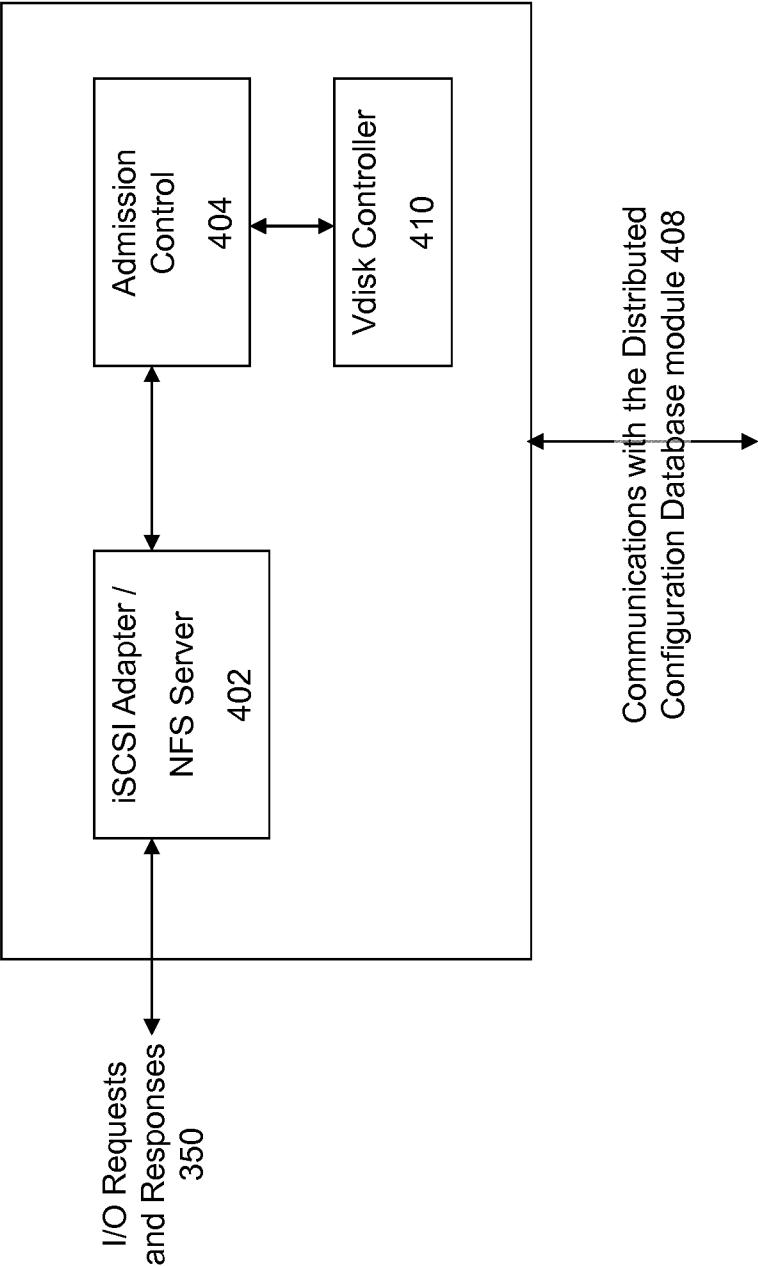 I/O Requests
and Responses
350
iSCSI Adapter /
NFS Server
402
Admission
Control
404
Vdisk Controller
410
Communications with the Distributed
Configuration Database module 408